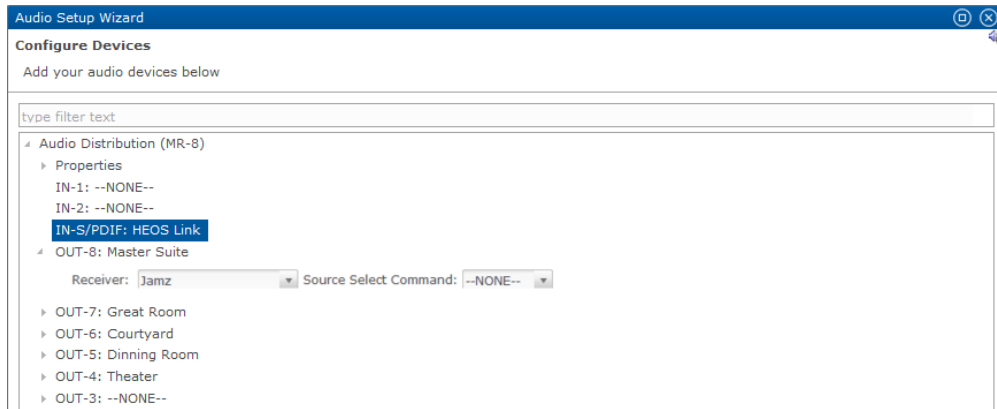 Audio Setup Wizard
Configure Devices
Add your audio devices below
type filter text
Audio Distribution (MR-8)
Properties
IN-1: --NONE--
IN-2: --NONE--
IN-S/PDIF: HEOS Link
OUT-8: Master Suite
Receiver: Jamz Source Select Command: --NONE--
OUT-7: Great Room
OUT-6: Courtyard
OUT-5: Dinning Room
OUT-4: Theater
OUT-3: --NONE--